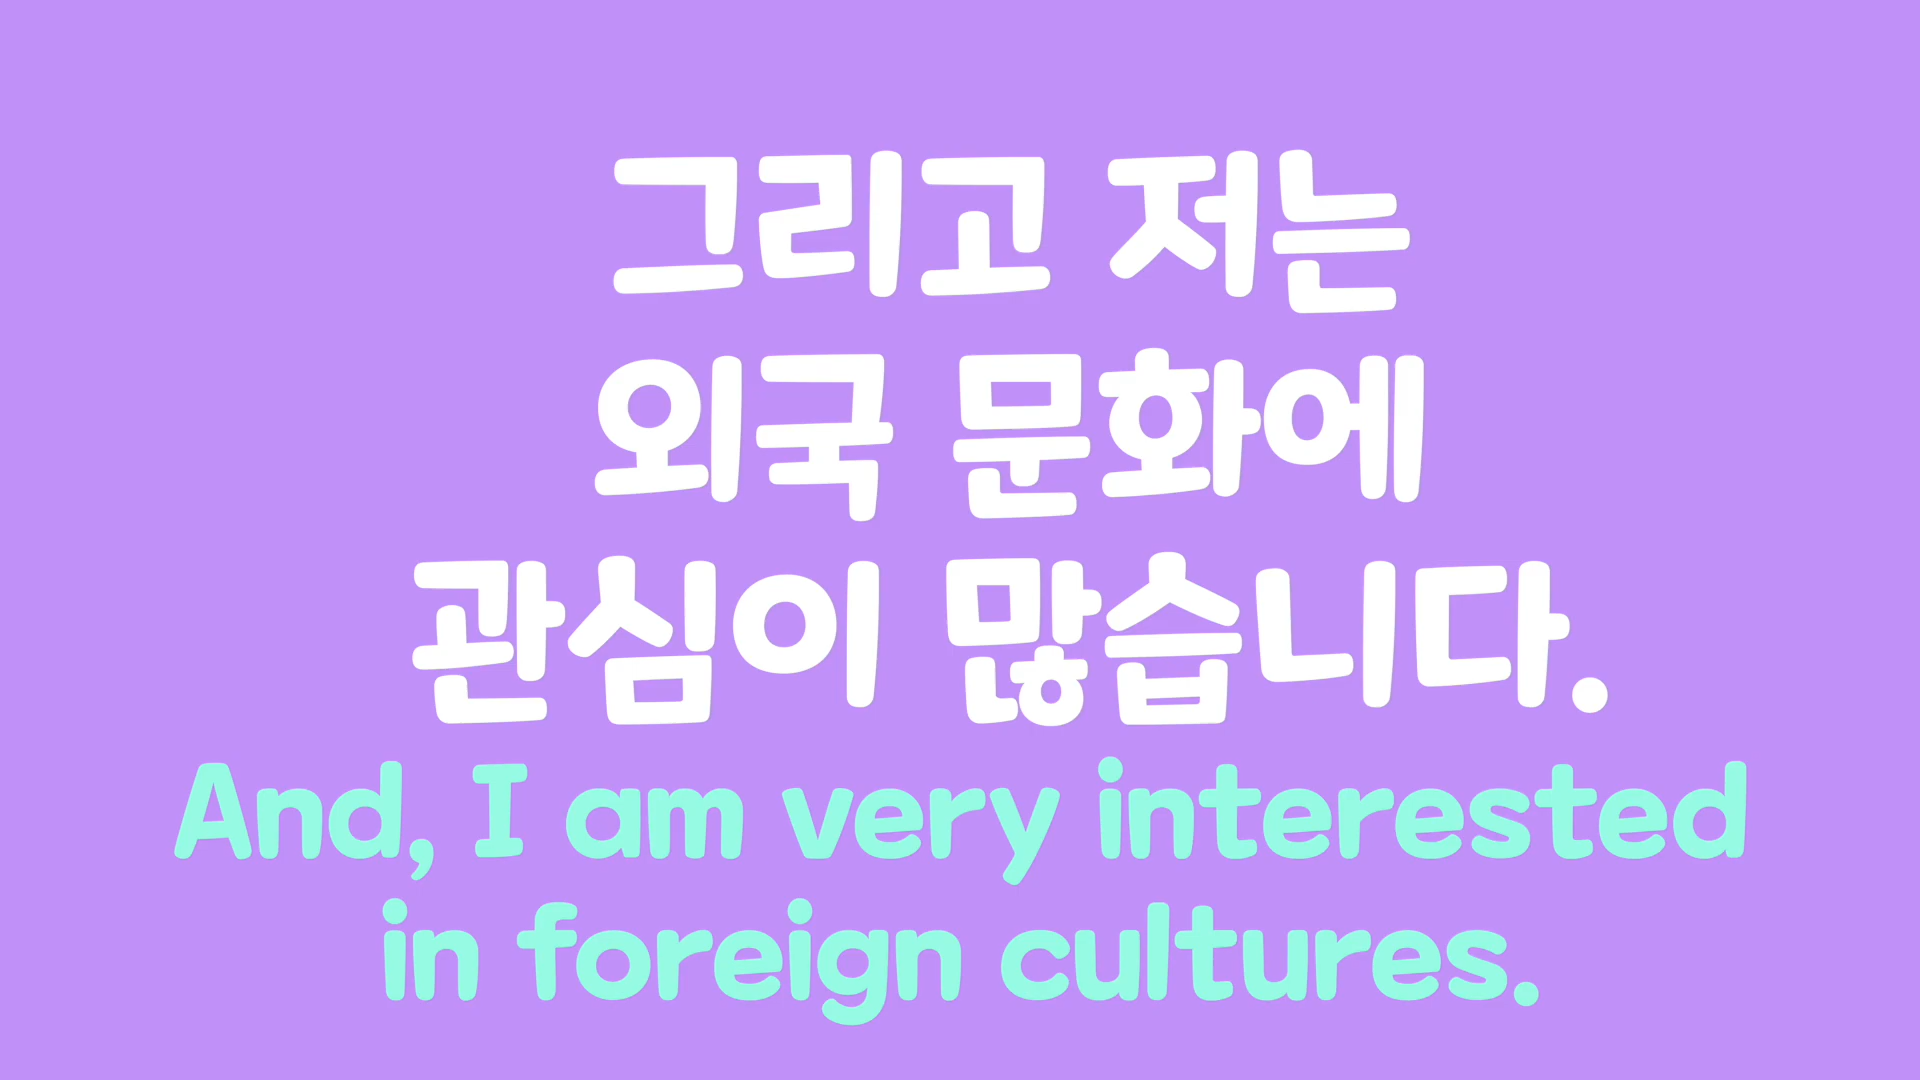 그리고 저는
외국 문화에
관심이 많습니다.
And, I am very interested
in foreign cultures.